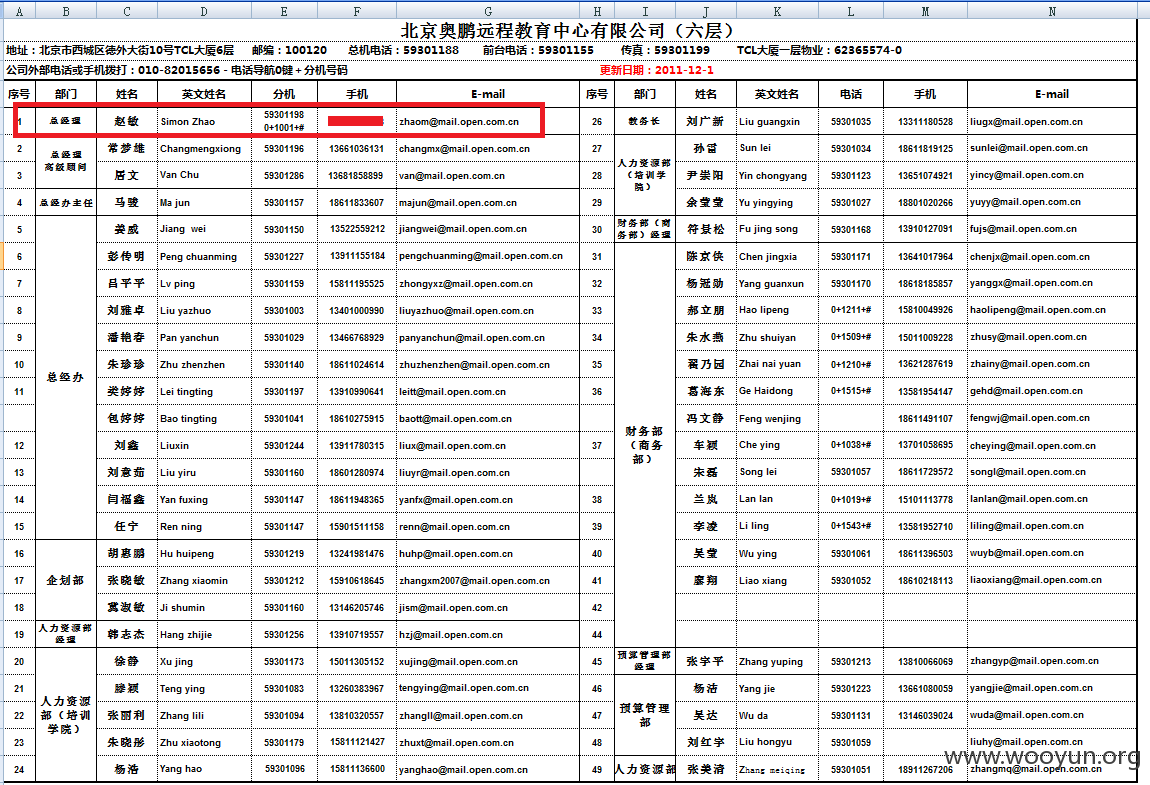 A B C D E F G H I J K L M N
北京奥鹏远程教育中心有限公司（六层）
地址：北京市西城区德外大街10号TCL大厦6层 邮编：100120 总机电话：59301188 前台电话：59301155 传真：59301199 TCL大厦一层物业：62365574-0
公司外部电话或手机拨打：010-82015656 - 电话导航0键＋分机号码 更新日期：2011-12-1
序号 部门 姓名 英文姓名 分机 手机 E-mail 序号 部门 姓名 英文姓名 电话 手机 E-mail
1 总经理 赵敏 Simon Zhao 59301198 0+1001+# zhaom@mail.open.com.cn 26 教务长 刘广新 Liu guangxin 59301035 13311180528 liugx@mail.open.com.cn
2 总经理高级顾问 常梦雄 Changmengxiong 59301196 13661036131 changmx@mail.open.com.cn 27 人力资源部（培训学院） 孙雷 Sun lei 59301034 18611819125 sunlei@mail.open.com.cn
3 屠文 Van Chu 59301286 13681858899 van@mail.open.com.cn 28 尹崇阳 Yin chongyang 59301123 13651074921 yincy@mail.open.com.cn
4 总经办主任 马骏 Ma jun 59301157 18611833607 majun@mail.open.com.cn 29 余莹莹 Yu yingying 59301027 18801020266 yuyy@mail.open.com.cn
5 总经办 姜威 Jiang wei 59301150 13522559212 jiangwei@mail.open.com.cn 30 财务部（商务部）经理 符景松 Fu jing song 59301168 13910127091 fujs@mail.open.com.cn
6 彭传明 Peng chuanming 59301227 13911155184 pengchuanming@mail.open.com.cn 31 财务部（商务部） 陈京侠 Chen jingxia 59301171 13641017964 chenjx@mail.open.com.cn
7 吕平平 Lv ping 59301159 15811195525 zhongyxz@mail.open.com.cn 32 杨冠勋 Yang guanxun 59301170 18618185857 yanggx@mail.open.com.cn
8 刘雅卓 Liu yazhuo 59301003 13401000990 liuyazhuo@mail.open.com.cn 33 郝立朋 Hao lipeng 0+1211+# 15810049926 haolipeng@mail.open.com.cn
9 潘艳春 Pan yanchun 59301029 13466768929 panyanchun@mail.open.com.cn 34 朱水燕 Zhu shuiyan 0+1509+# 15011009228 zhusy@mail.open.com.cn
10 朱珍珍 Zhu zhenzhen 59301140 18611024614 zhuzhenzhen@mail.open.com.cn 35 翟乃园 Zhai nai yuan 0+1210+# 13621287619 zhainy@mail.open.com.cn
11 娄婷婷 Lei tingting 59301197 13910990641 leitt@mail.open.com.cn 36 葛海东 Ge Haidong 0+1515+# 13581954147 gehd@mail.open.com.cn
包婷婷 Bao tingting 59301041 18610275915 baott@mail.open.com.cn 冯文静 Feng wenjing 18611491107 fengwj@mail.open.com.cn
12 刘鑫 Liuxin 59301244 13911780315 liux@mail.open.com.cn 37 车颖 Che ying 0+1038+# 13701058695 cheying@mail.open.com.cn
13 刘意茹 Liu yiru 59301160 18601280974 liuyr@mail.open.com.cn 朱磊 Song lei 59301057 18611729572 songl@mail.open.com.cn
14 闫福鑫 Yan fuxing 59301147 18611948365 yanfx@mail.open.com.cn 38 兰岚 Lan lan 0+1019+# 15101113778 lanlan@mail.open.com.cn
15 任宁 Ren ning 59301147 15901511158 renn@mail.open.com.cn 39 李凌 Li ling 0+1543+# 13581952710 liling@mail.open.com.cn
16 企划部 胡惠鹏 Hu huipeng 59301219 13241981476 huhp@mail.open.com.cn 40 吴莹 Wu ying 59301061 18611396503 wuyb@mail.open.com.cn
17 张晓敏 Zhang xiaomin 59301212 15910618645 zhangxm2007@mail.open.com.cn 41 廖翔 Liao xiang 59301052 18610218113 liaoxiang@mail.open.com.cn
18 冀淑敏 Ji shumin 59301160 13146205746 jism@mail.open.com.cn 42
19 人力资源部经理 韩志杰 Hang zhijie 59301256 13910719557 hzj@mail.open.com.cn 44
20 人力资源部（培训学院） 徐静 Xu jing 59301173 15011305152 xujing@mail.open.com.cn 45 预算管理部经理 张宇平 Zhang yuping 59301213 13810066069 zhangyp@mail.open.com.cn
21 滕颖 Teng ying 59301083 13260383967 tengying@mail.open.com.cn 46 预算管理部 杨洁 Yang jie 59301223 13661080059 yangjie@mail.open.com.cn
22 张丽利 Zhang lili 59301094 13810320557 zhangll@mail.open.com.cn 47 吴达 Wu da 59301131 13146039024 wuda@mail.open.com.cn
23 朱晓彤 Zhu xiaotong 59301179 15811121427 zhuxt@mail.open.com.cn 48 刘红宇 Liu hongyu 59301059 liuhy@mail.open.com.cn
24 杨浩 Yang hao 59301096 15811136600 yanghao@mail.open.com.cn 49 人力资源部 张美清 Zhang meiqing 59301051 18911267206 zhangmq@mail.open.com.cn
www.wooyun.org